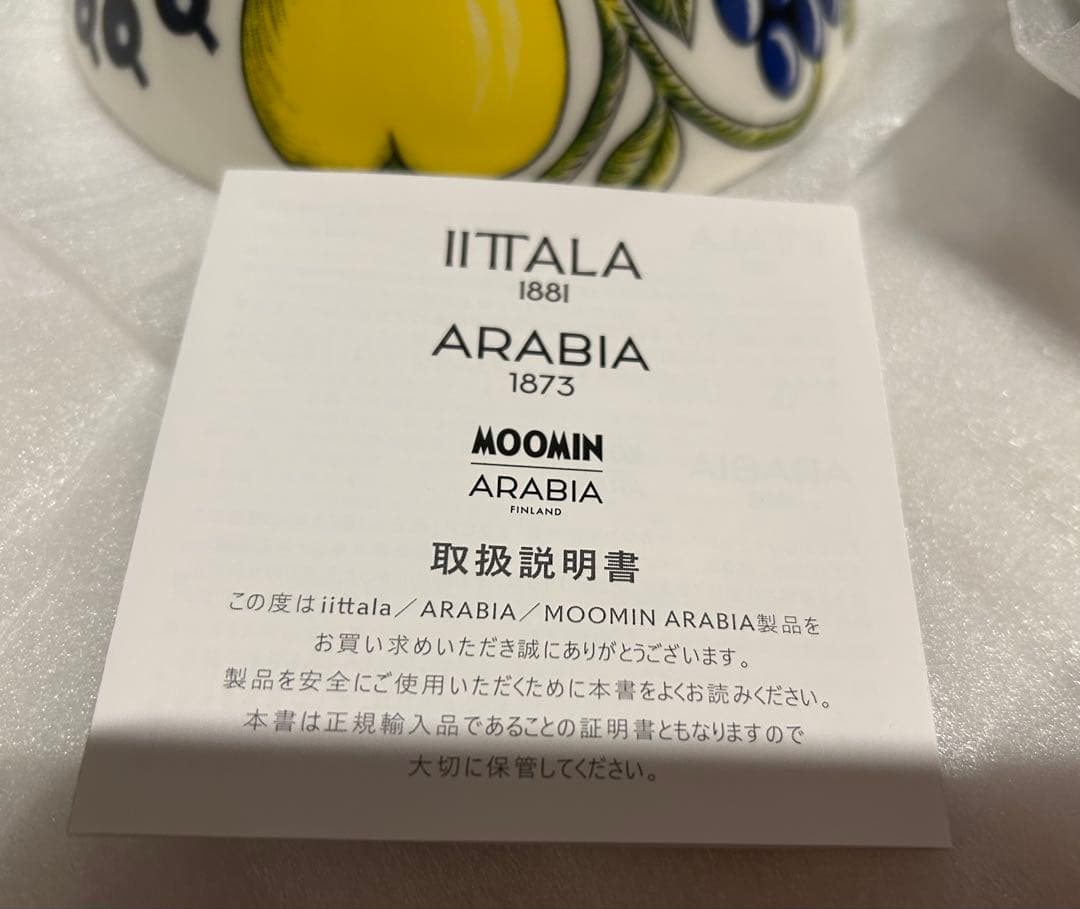 IITTALA
1881
ARABIA
1873
MOOMIN
ARABIA
FINLAND
取扱説明書
この度はiittala／ARABIA／MOOMIN ARABIA製品を
お買い求めいただき誠にありがとうございます。
製品を安全にご使用いただくために本書をよくお読みください。
本書は正規輸入品であることの証明書ともなりますので
大切に保管してください。